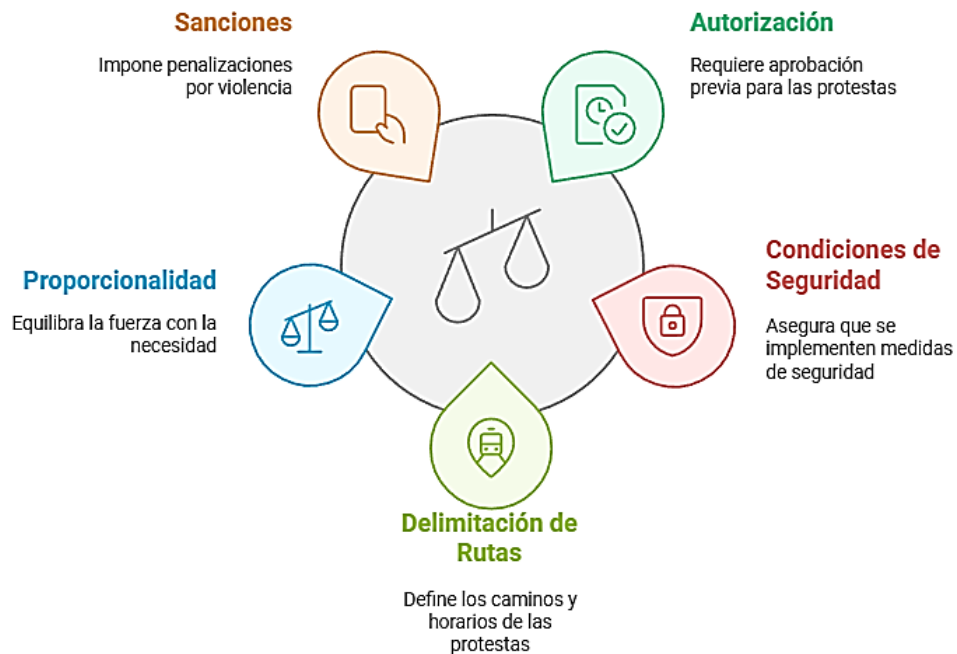 Sanciones
Impone penalizaciones
por violencia
Autorización
Requiere aprobación
previa para las protestas
Proporcionalidad
Equilibra la fuerza con la
necesidad
Condiciones de
Seguridad
Asegura que se
implementen medidas
de seguridad
Delimitación de
Rutas
Define los caminos y
horarios de las
protestas